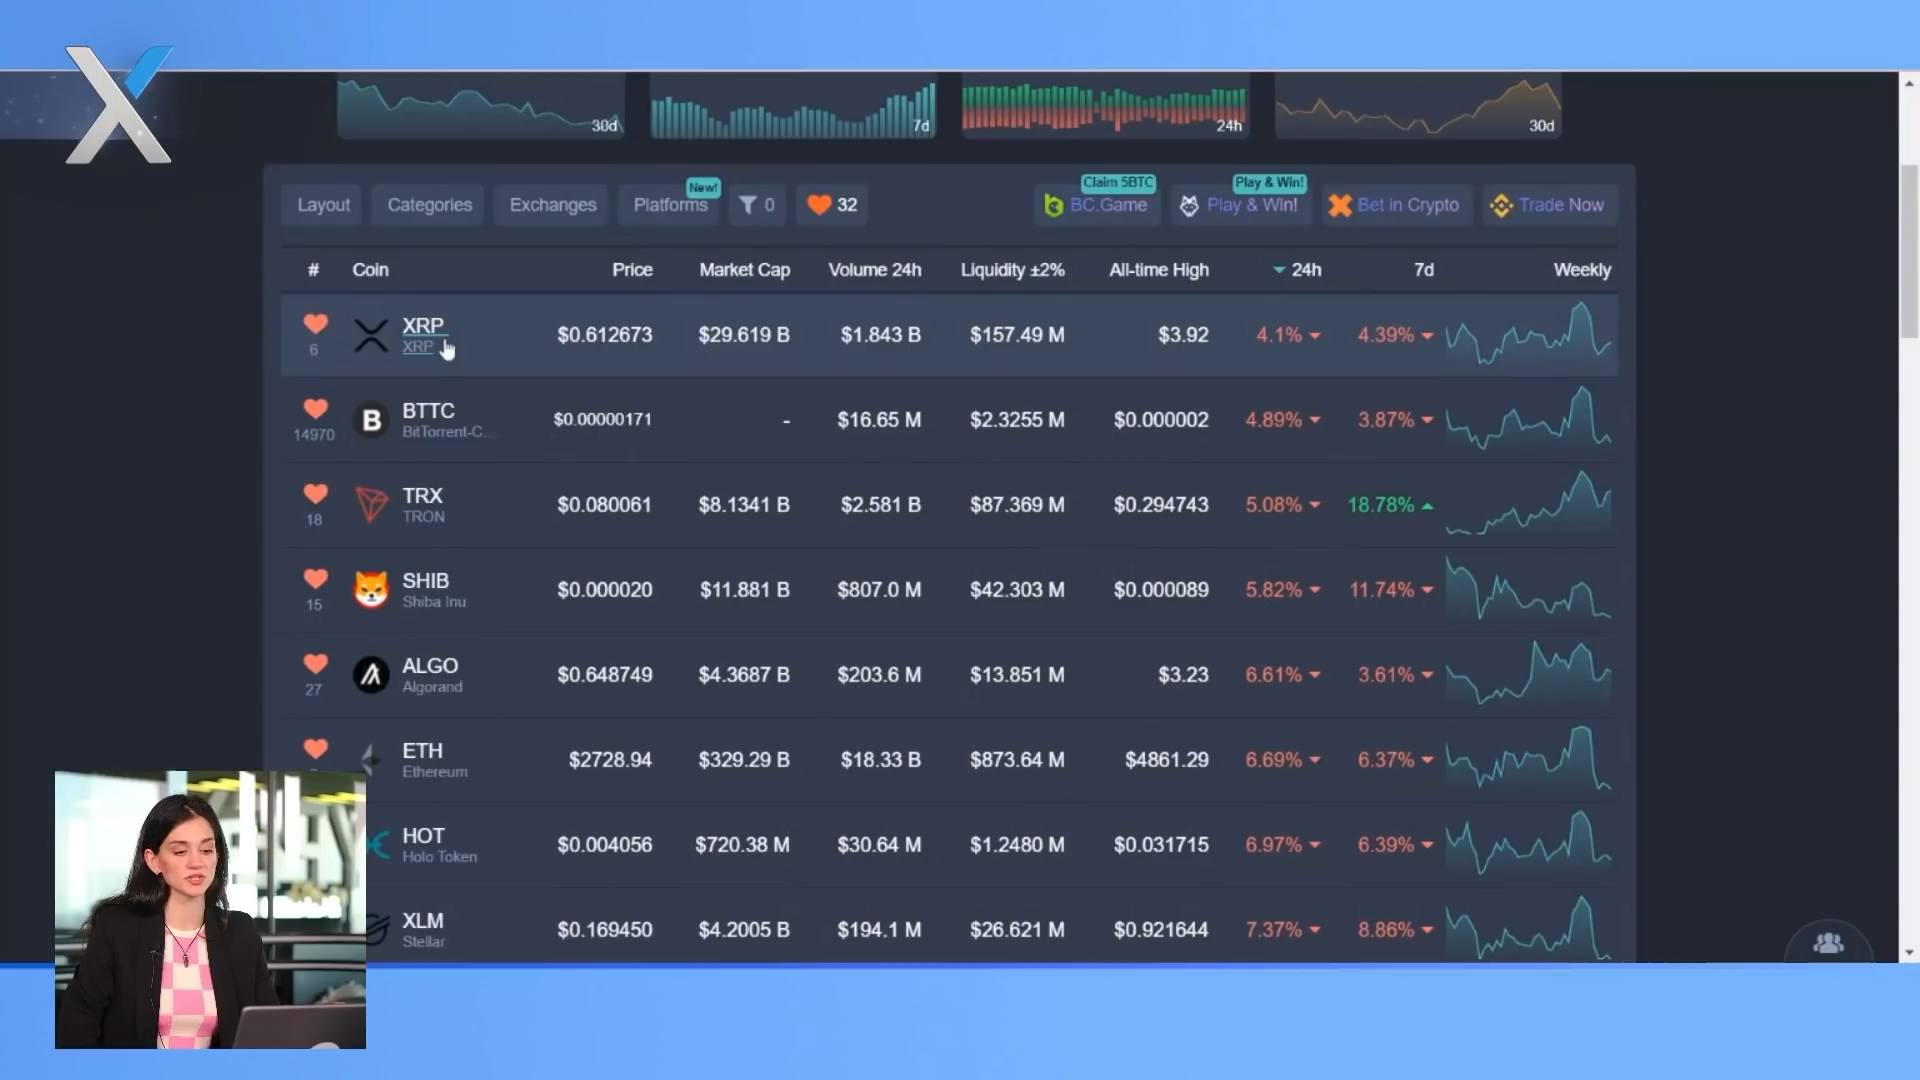 30d 7d 24h 30d
New! Claim 5BTC Play & Win!
Layout Categories Exchanges Platforms 0 32 BC.Game Play & Win! Bet in Crypto Trade Now
# Coin Price Market Cap Volume 24h Liquidity ±2% All-time High 24h 7d Weekly
XRP $0.612673 $29.619 B $1.843 B $157.49 M $3.92 4.1% 4.39%
6 XRP
BTTC $0.00000171 - $16.65 M $2.3255 M $0.000002 4.89% 3.87%
14970 BitTorrent-C...
TRX $0.080061 $8.1341 B $2.581 B $87.369 M $0.294743 5.08% 18.78%
18 TRON
SHIB $0.000020 $11.881 B $807.0 M $42.303 M $0.000089 5.82% 11.74%
15 Shiba Inu
ALGO $0.648749 $4.3687 B $203.6 M $13.851 M $3.23 6.61% 3.61%
27 Algorand
ETH $2728.94 $329.29 B $18.33 B $873.64 M $4861.29 6.69% 6.37%
Ethereum
HOT $0.004056 $720.38 M $30.64 M $1.2480 M $0.031715 6.97% 6.39%
Holo Token
XLM $0.169450 $4.2005 B $194.1 M $26.621 M $0.921644 7.37% 8.86%
Stellar